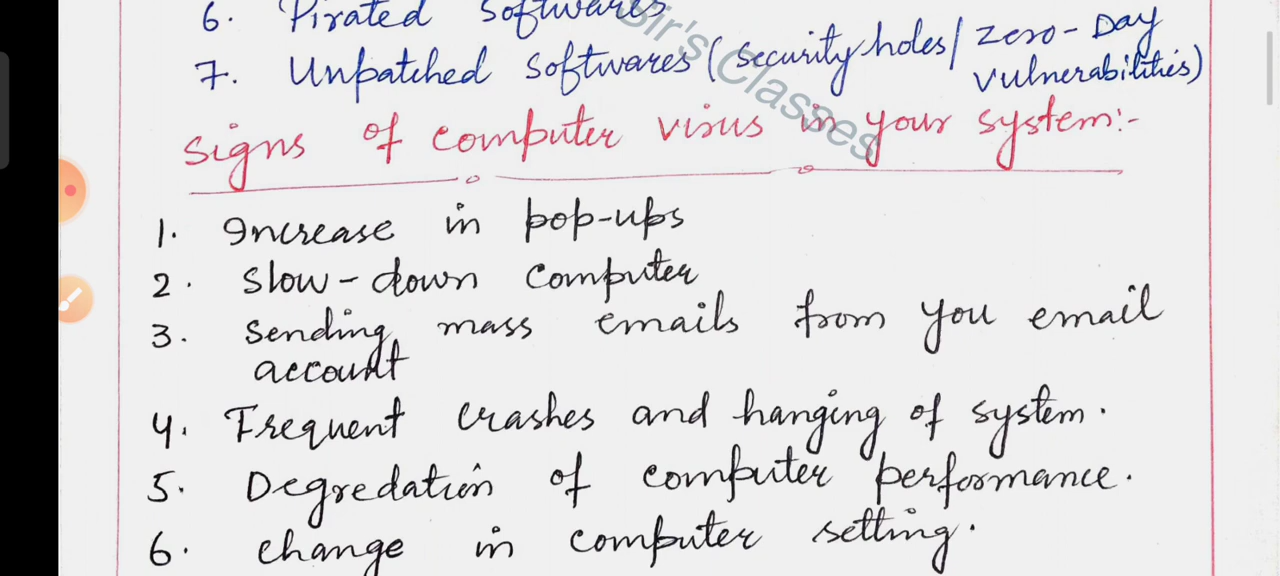 6. Pirated Softwares
7. Unpatched Softwares (security holes/ zero-Day
vulnerabilities)
Sir's Classes
Signs of computer virus in your system:-
1. Increase in pop-ups
2. Slow-down Computer
3. Sending mass emails from you email
account
4. Frequent crashes and hanging of system.
5. Degredation of computer performance.
6. change in computer setting.